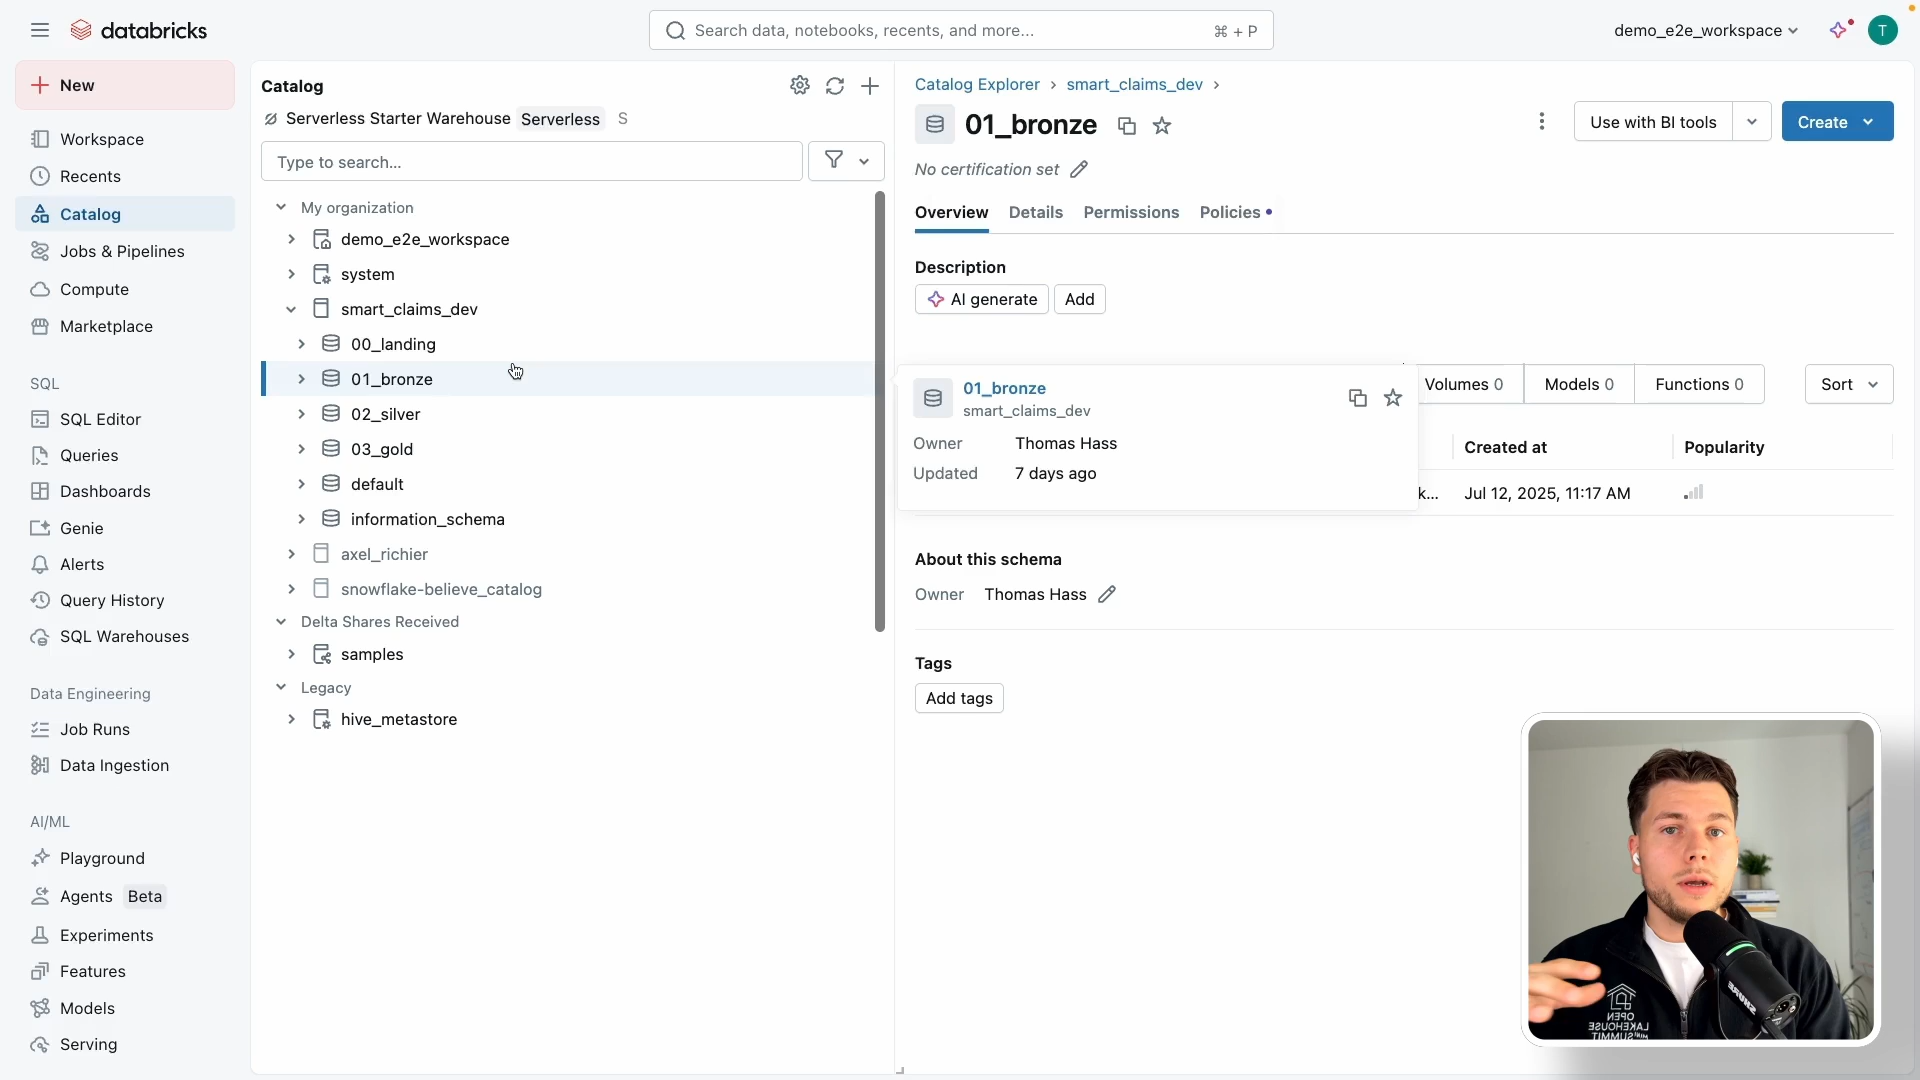 databricks
Search data, notebooks, recents, and more...
⌘ + P
demo_e2e_workspace
T
New
Workspace
Recents
Catalog
Jobs & Pipelines
Compute
Marketplace
SQL
SQL Editor
Queries
Dashboards
Genie
Alerts
Query History
SQL Warehouses
Data Engineering
Job Runs
Data Ingestion
AI/ML
Playground
Agents Beta
Experiments
Features
Models
Serving
Catalog
Serverless Starter Warehouse Serverless S
Type to search...
My organization
demo_e2e_workspace
system
smart_claims_dev
00_landing
01_bronze
02_silver
03_gold
default
information_schema
axel_richier
snowflake-believe_catalog
Delta Shares Received
samples
Legacy
hive_metastore
Catalog Explorer › smart_claims_dev ›
01_bronze
Use with BI tools
Create
No certification set
Overview Details Permissions Policies
Description
AI generate
Add
01_bronze
smart_claims_dev
Owner Thomas Hass
Updated 7 days ago
Volumes 0 Models 0 Functions 0
Sort
Created at Popularity
k... Jul 12, 2025, 11:17 AM
About this schema
Owner Thomas Hass
Tags
Add tags
SHURE
OPEN
LAKEHOUSE
SUMMIT